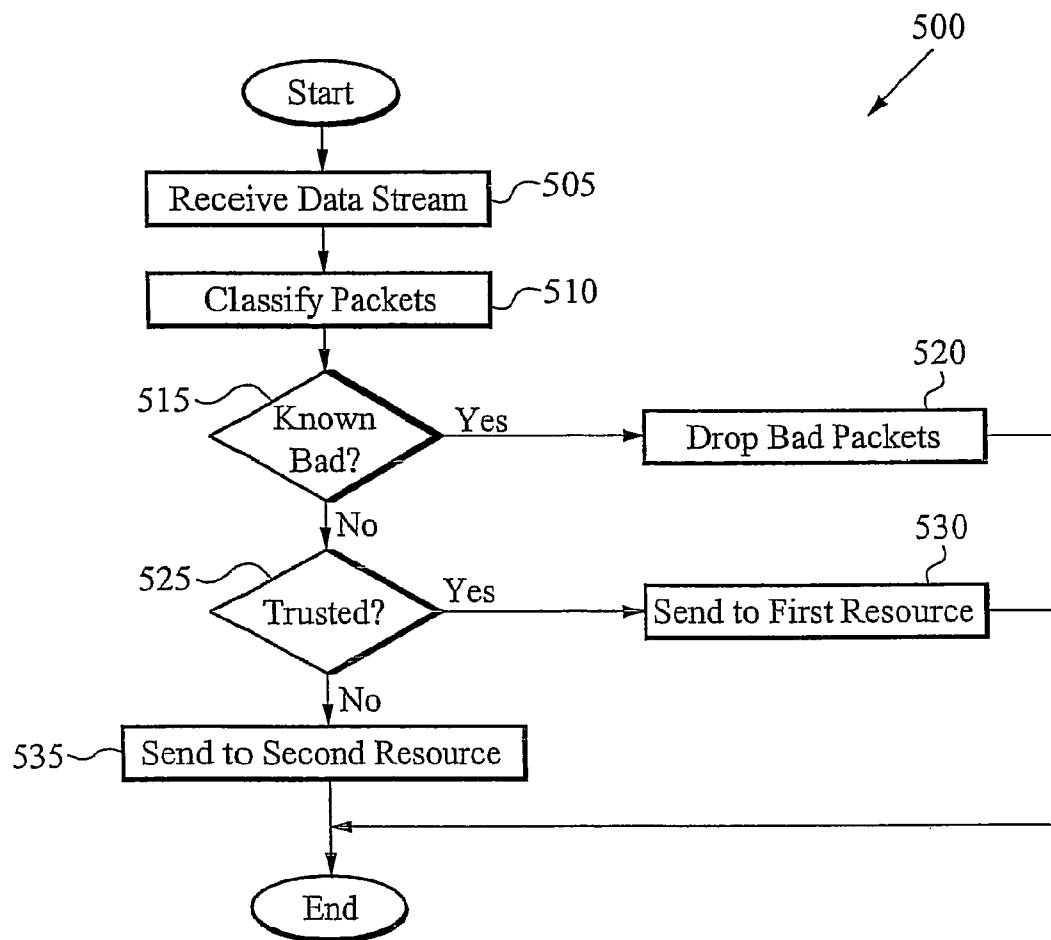 500
Start
Receive Data Stream
505
Classify Packets
510
515
Known
Bad?
Yes
520
Drop Bad Packets
No
525
Trusted?
Yes
530
Send to First Resource
No
535
Send to Second Resource
End